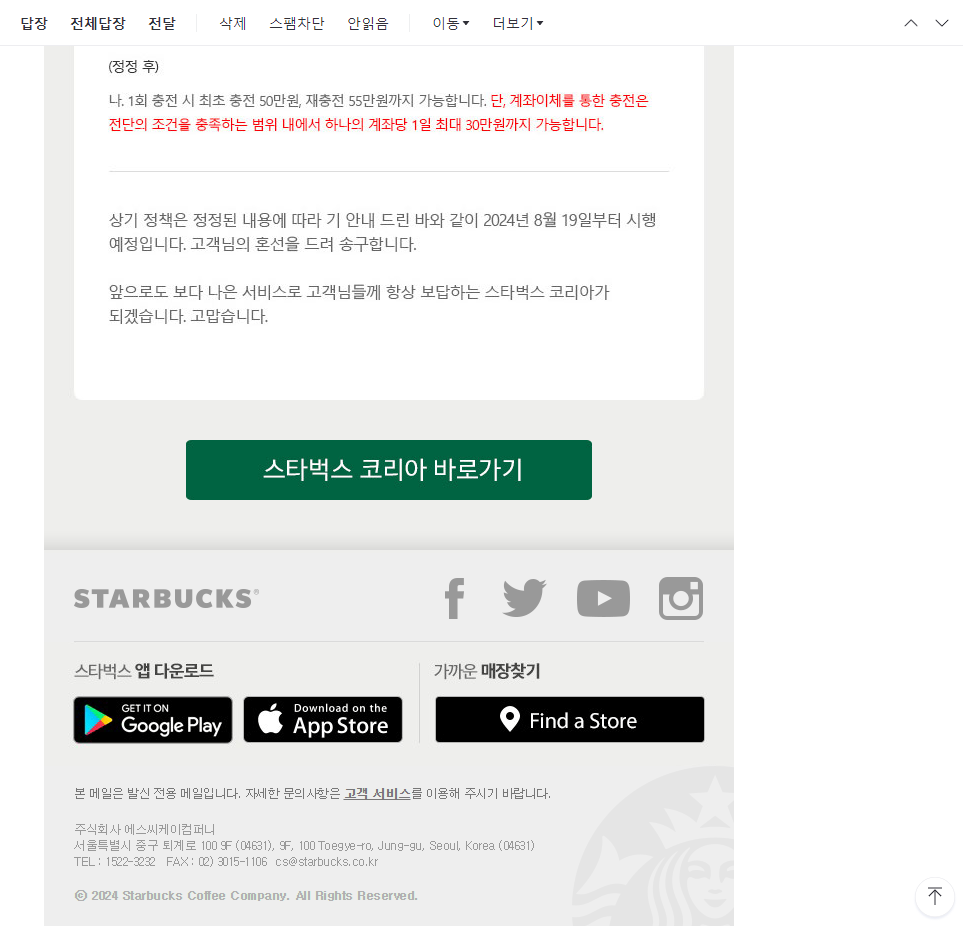 답장 전체답장 전달 삭제 스팸차단 안읽음 이동 더보기
(정정 후)
나. 1회 충전 시 최초 충전 50만원, 재충전 55만원까지 가능합니다. 단, 계좌이체를 통한 충전은
전단의 조건을 충족하는 범위 내에서 하나의 계좌당 1일 최대 30만원까지 가능합니다.
상기 정책은 정정된 내용에 따라 기 안내 드린 바와 같이 2024년 8월 19일부터 시행
예정입니다. 고객님의 혼선을 드려 송구합니다.
앞으로도 보다 나은 서비스로 고객님들께 항상 보답하는 스타벅스 코리아가
되겠습니다. 고맙습니다.
스타벅스 코리아 바로가기
STARBUCKS®
스타벅스 앱 다운로드
GET IT ON
Google Play
Download on the
App Store
가까운 매장찾기
Find a Store
본 메일은 발신 전용 메일입니다. 자세한 문의사항은 고객 서비스를 이용해 주시기 바랍니다.
주식회사 에스씨케이컴퍼니
서울특별시 중구 퇴계로 100 9F (04631), 9F, 100 Toegye-ro, Jung-gu, Seoul, Korea (04631)
TEL : 1522-3232 FAX : 02) 3015-1106 cs@starbucks.co.kr
ⓒ 2024 Starbucks Coffee Company. All Rights Reserved.